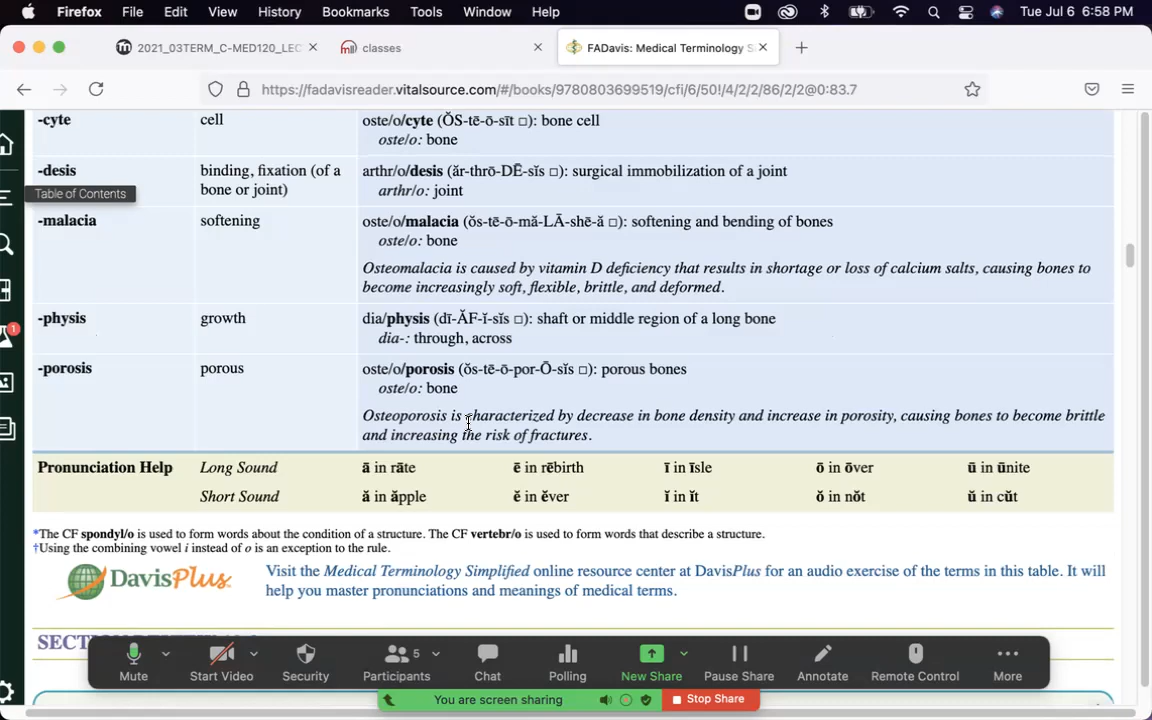 Firefox File Edit View History Bookmarks Tools Window Help Tue Jul 6 6:58 PM
2021_03TERM_C-MED120_LEC classes FADavis: Medical Terminology S
https://fadavisreader.vitalsource.com/#/books/9780803699519/cfi/6/50!/4/2/2/86/2/2@0:83.7
-cyte cell oste/o/cyte (ŎS-tē-ō-sīt □): bone cell
oste/o: bone
-desis binding, fixation (of a arthr/o/desis (ăr-thrō-DĒ-sĭs □): surgical immobilization of a joint
bone or joint) arthr/o: joint
Table of Contents
-malacia softening oste/o/malacia (ŏs-tē-ō-mă-LĀ-shē-ă □): softening and bending of bones
oste/o: bone
Osteomalacia is caused by vitamin D deficiency that results in shortage or loss of calcium salts, causing bones to
become increasingly soft, flexible, brittle, and deformed.
-physis growth dia/physis (dī-ĂF-ĭ-sĭs □): shaft or middle region of a long bone
dia-: through, across
1
-porosis porous oste/o/porosis (ŏs-tē-ō-por-Ō-sĭs □): porous bones
oste/o: bone
Osteoporosis is characterized by decrease in bone density and increase in porosity, causing bones to become brittle
and increasing the risk of fractures.
Pronunciation Help Long Sound ā in rāte ē in rēbirth ī in īsle ō in ōver ū in ūnite
Short Sound ă in ăpple ĕ in ĕver ĭ in ĭt ŏ in nŏt ŭ in cŭt
*The CF spondyl/o is used to form words about the condition of a structure. The CF vertebr/o is used to form words that describe a structure.
†Using the combining vowel i instead of o is an exception to the rule.
DavisPlus Visit the Medical Terminology Simplified online resource center at DavisPlus for an audio exercise of the terms in this table. It will
help you master pronunciations and meanings of medical terms.
5
Mute Start Video Security Participants Chat Polling New Share Pause Share Annotate Remote Control More
You are screen sharing Stop Share